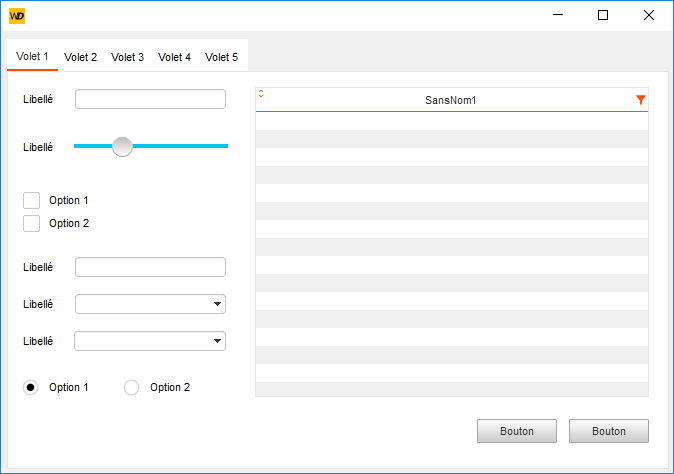 WD
Volet 1 Volet 2 Volet 3 Volet 4 Volet 5
Libellé
SansNom1
Libellé
Option 1
Option 2
Libellé
Libellé
Libellé
Option 1 Option 2
Bouton Bouton